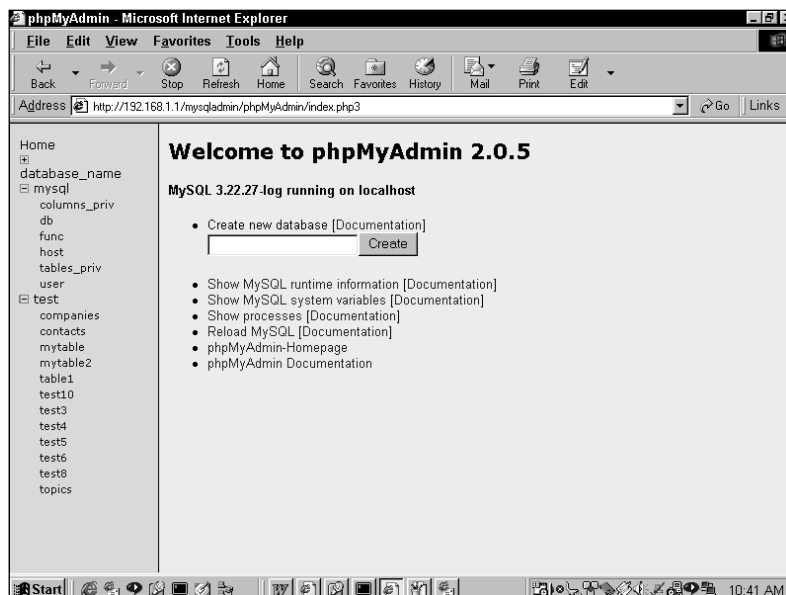 phpMyAdmin - Microsoft Internet Explorer
File Edit View Favorites Tools Help
Back Forward Stop Refresh Home Search Favorites History Mail Print Edit
Address http://192.168.1.1/mysqladmin/phpMyAdmin/index.php3 Go Links
Home
database_name
mysql
columns_priv
db
func
host
tables_priv
user
test
companies
contacts
mytable
mytable2
table1
test10
test3
test4
test5
test6
test8
topics
Welcome to phpMyAdmin 2.0.5
MySQL 3.22.27-log running on localhost
• Create new database [Documentation]
Create
• Show MySQL runtime information [Documentation]
• Show MySQL system variables [Documentation]
• Show processes [Documentation]
• Reload MySQL [Documentation]
• phpMyAdmin-Homepage
• phpMyAdmin Documentation
Start 10:41 AM